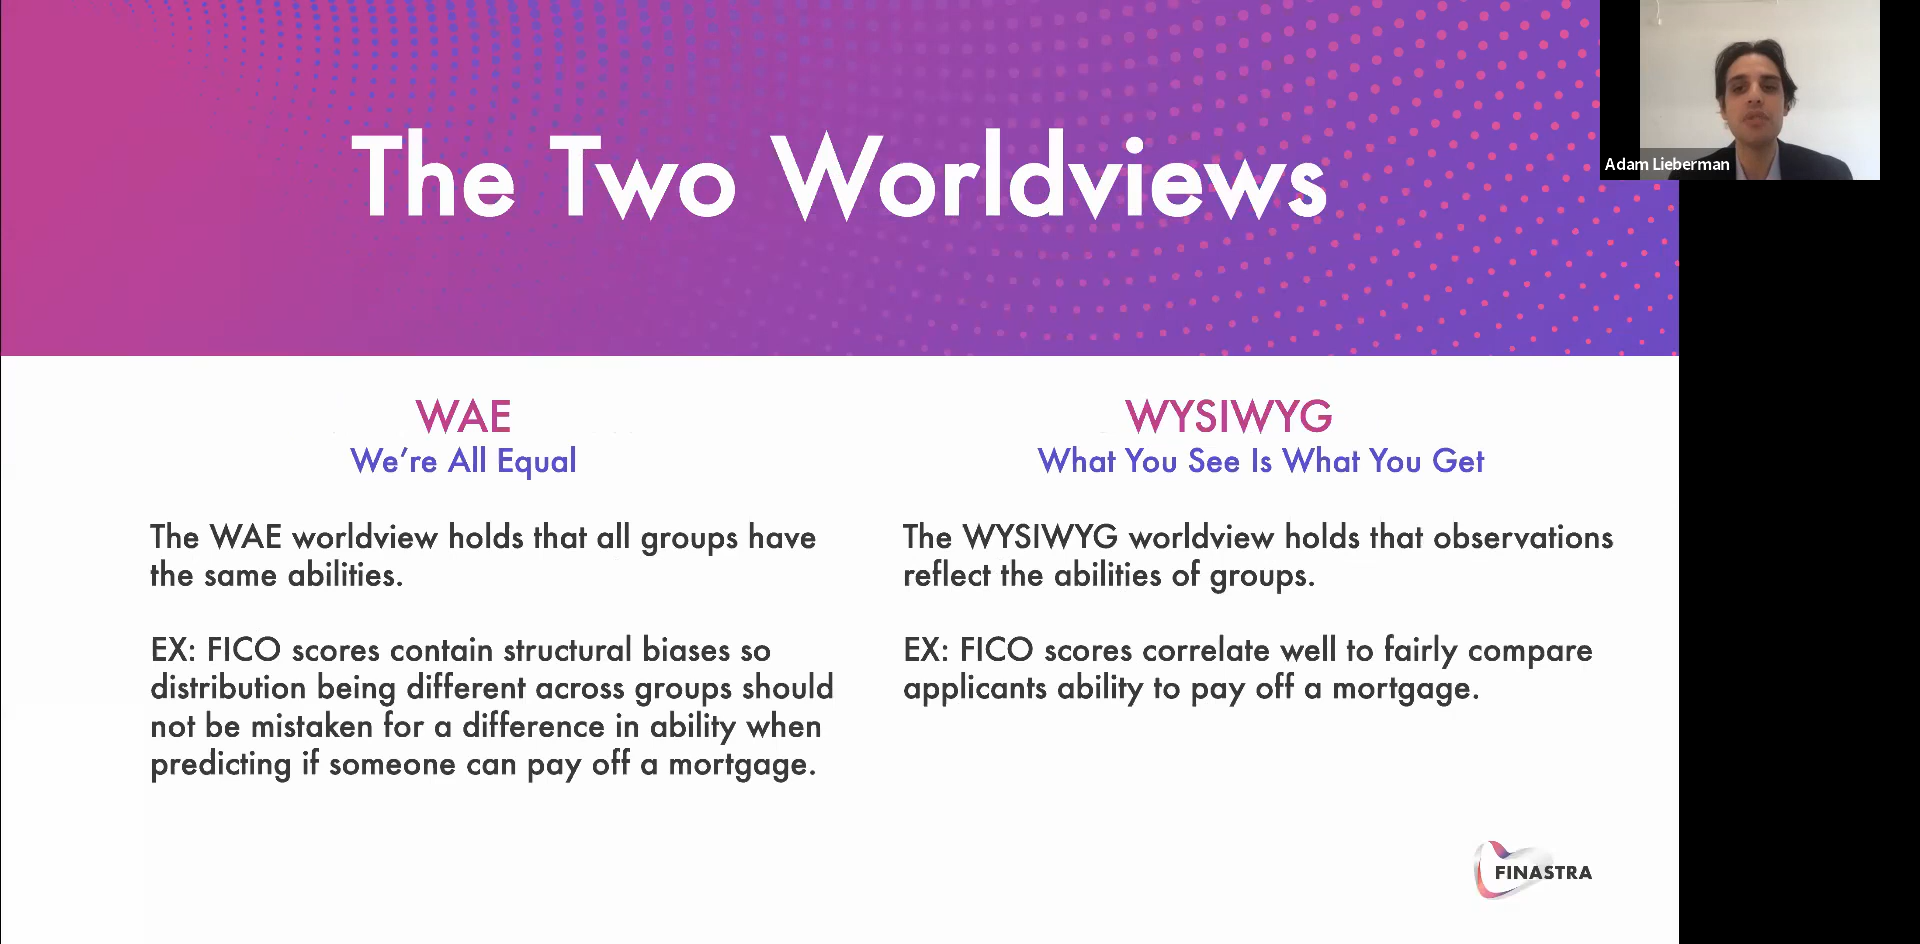 The Two Worldviews
Adam Lieberman
WAE
We're All Equal
The WAE worldview holds that all groups have
the same abilities.
EX: FICO scores contain structural biases so
distribution being different across groups should
not be mistaken for a difference in ability when
predicting if someone can pay off a mortgage.
WYSIWYG
What You See Is What You Get
The WYSIWYG worldview holds that observations
reflect the abilities of groups.
EX: FICO scores correlate well to fairly compare
applicants ability to pay off a mortgage.
FINASTRA